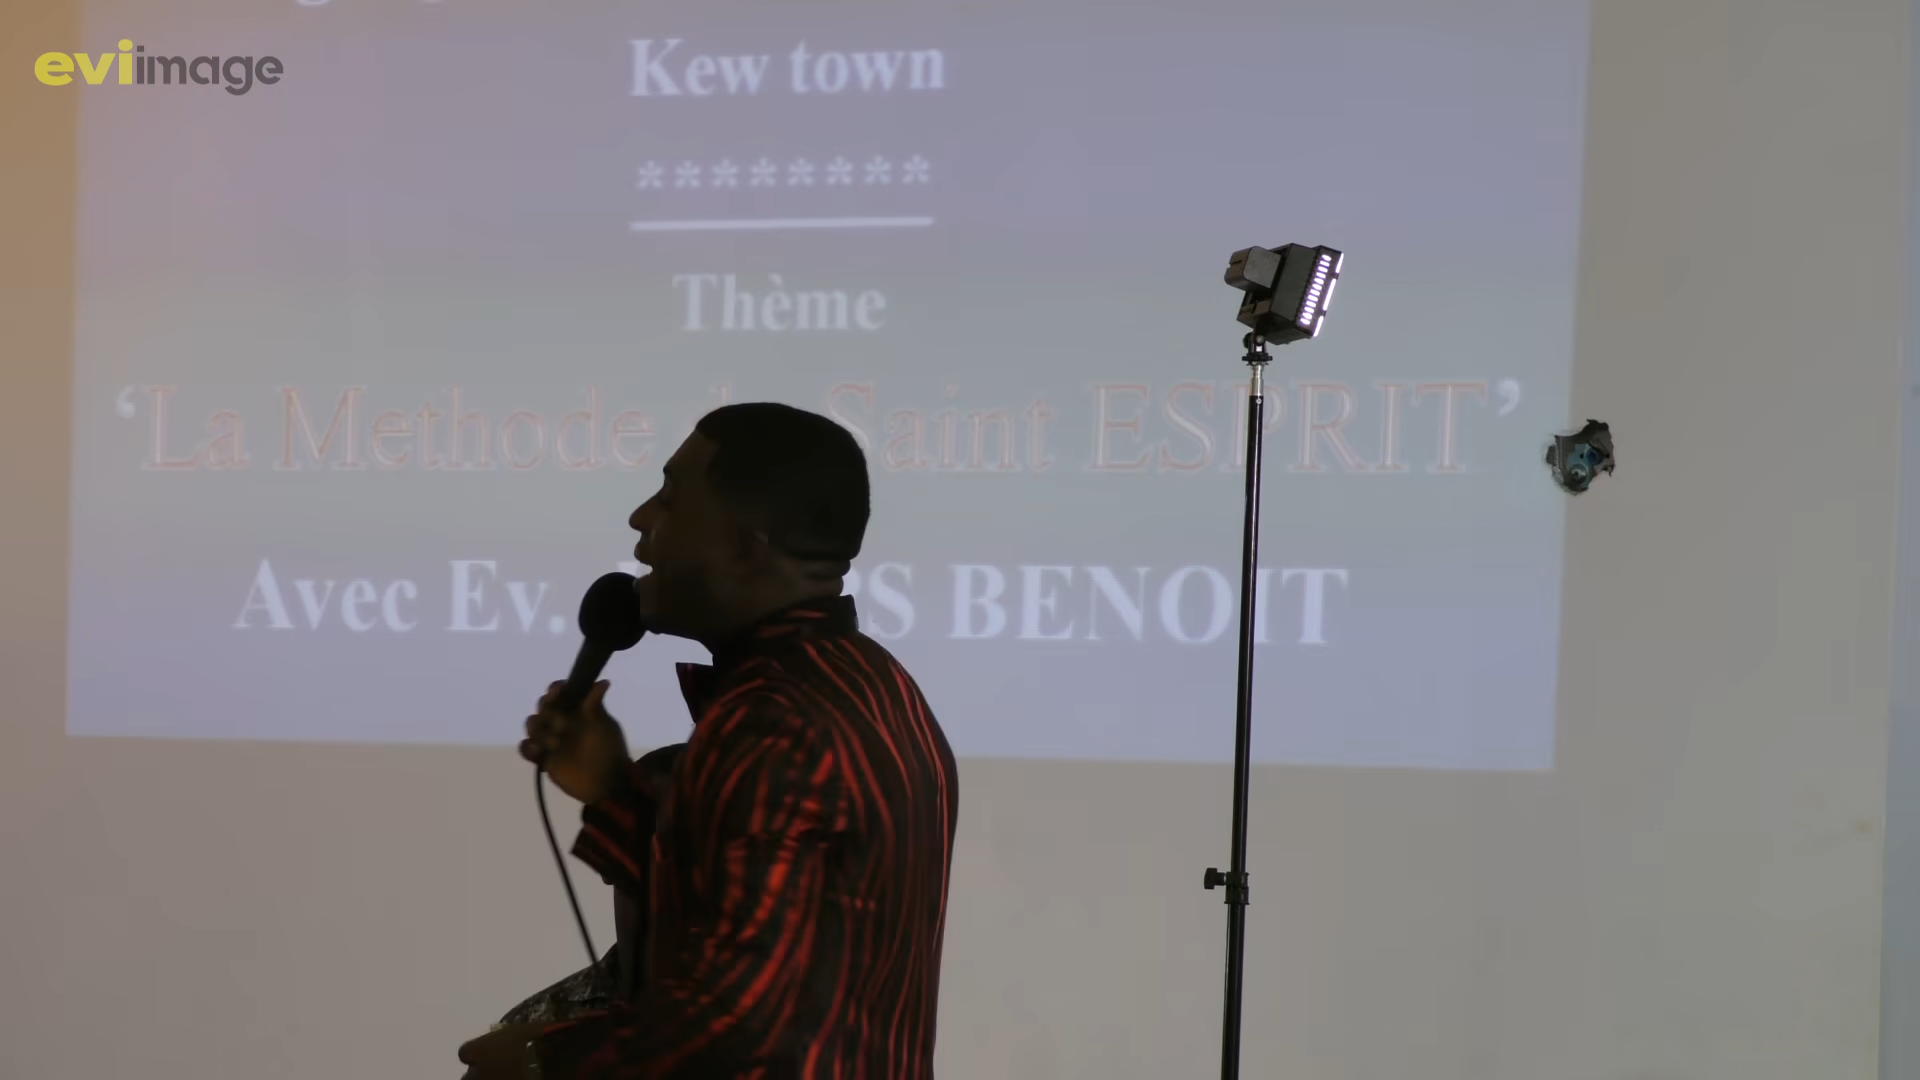 eviimage
Kew town
********
Thème
‘La Methode Saint ESPRIT’
Avec Ev. BENOIT